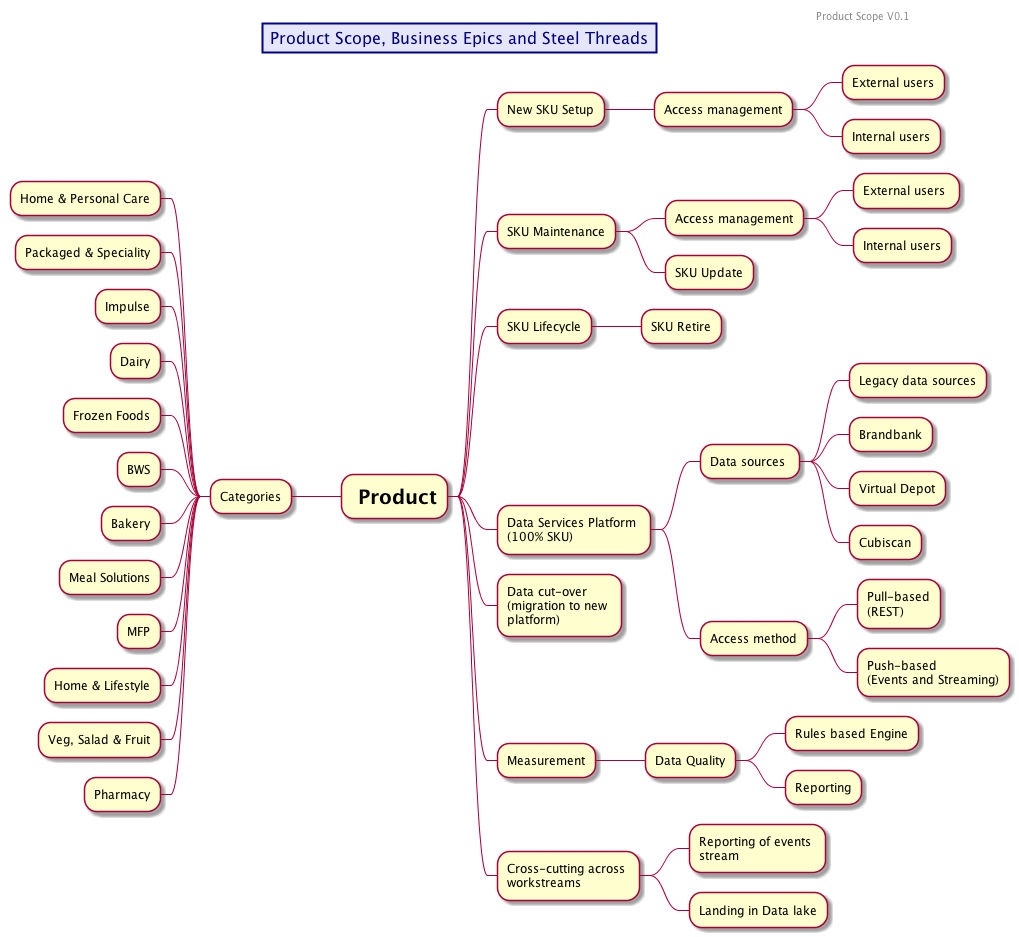 Product Scope V0.1
Product Scope, Business Epics and Steel Threads
Product
New SKU Setup
Access management
External users
Internal users
SKU Maintenance
Access management
External users
Internal users
SKU Update
SKU Lifecycle
SKU Retire
Data Services Platform
(100% SKU)
Data sources
Legacy data sources
Brandbank
Virtual Depot
Cubiscan
Access method
Pull-based
(REST)
Push-based
(Events and Streaming)
Data cut-over
(migration to new
platform)
Measurement
Data Quality
Rules based Engine
Reporting
Cross-cutting across
workstreams
Reporting of events
stream
Landing in Data lake
Categories
Home & Personal Care
Packaged & Speciality
Impulse
Dairy
Frozen Foods
BWS
Bakery
Meal Solutions
MFP
Home & Lifestyle
Veg, Salad & Fruit
Pharmacy